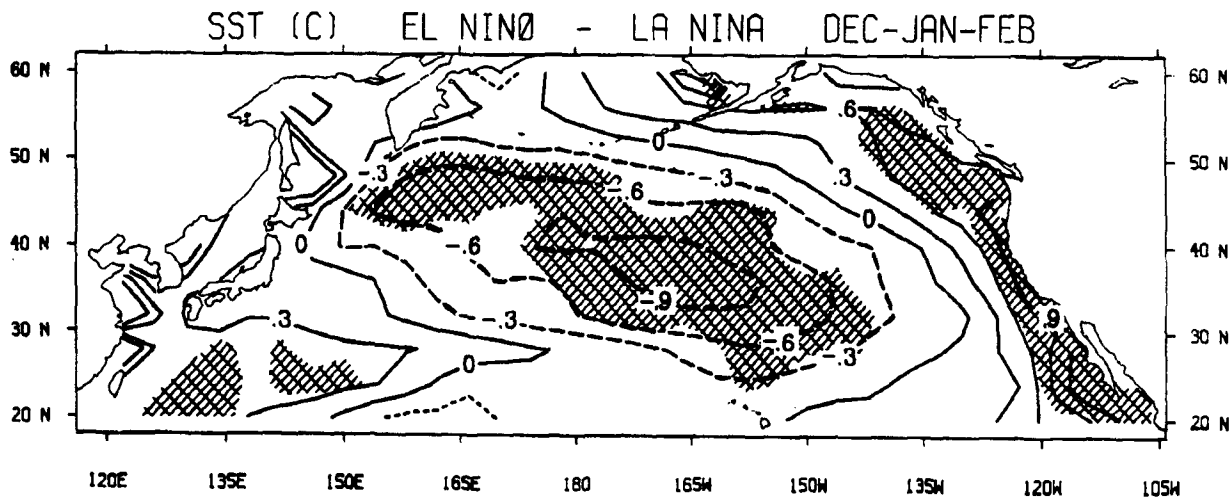 SST (C) EL NINØ - LA NINA DEC-JAN-FEB
60 N 60 N
0 .6
50 N -.3 -.6 -.3 .3 50 N
0 -.6 0
40 N 40 N
-.9 .9
30 N .3 -.3 -.6 -.3 30 N
0 0
20 N 20 N
120E 135E 150E 165E 180 165W 150W 135W 120W 105W